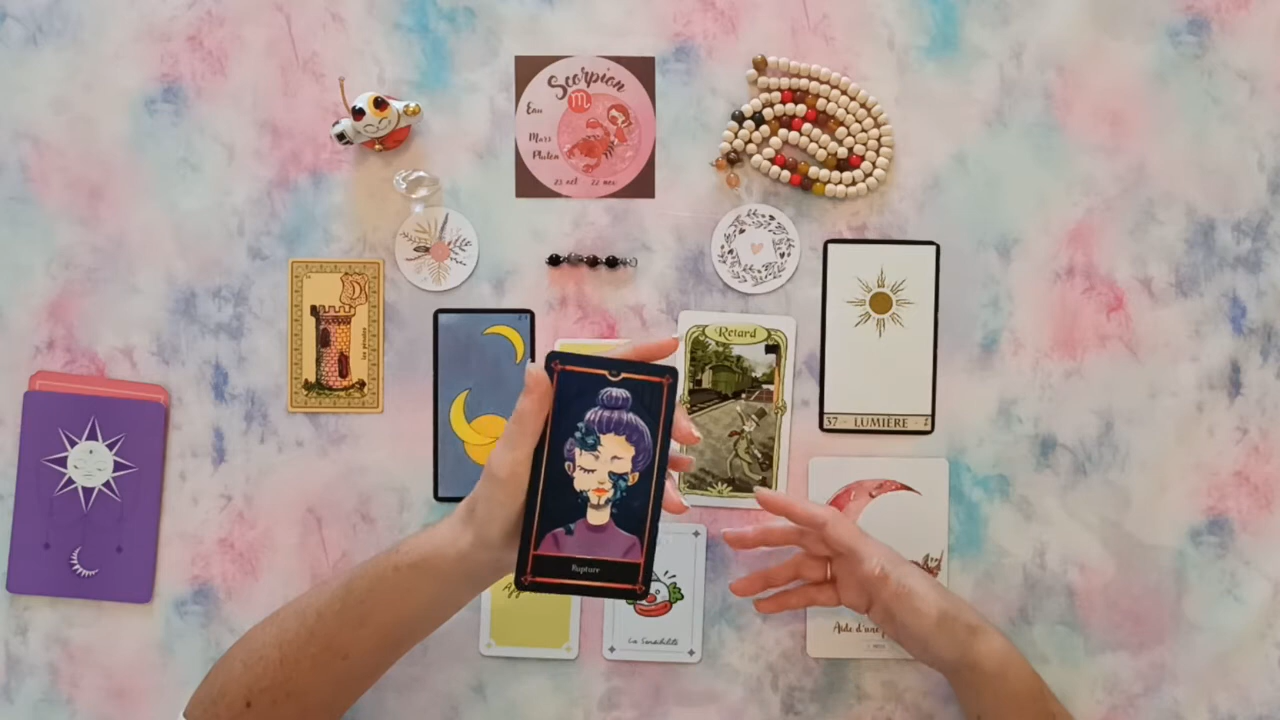 Scorpion
♏
Eau
Mars
Pluton
23 oct - 22 nov
Retard
37 LUMIÈRE
Rupture
La Sensibilité
Aide d'une